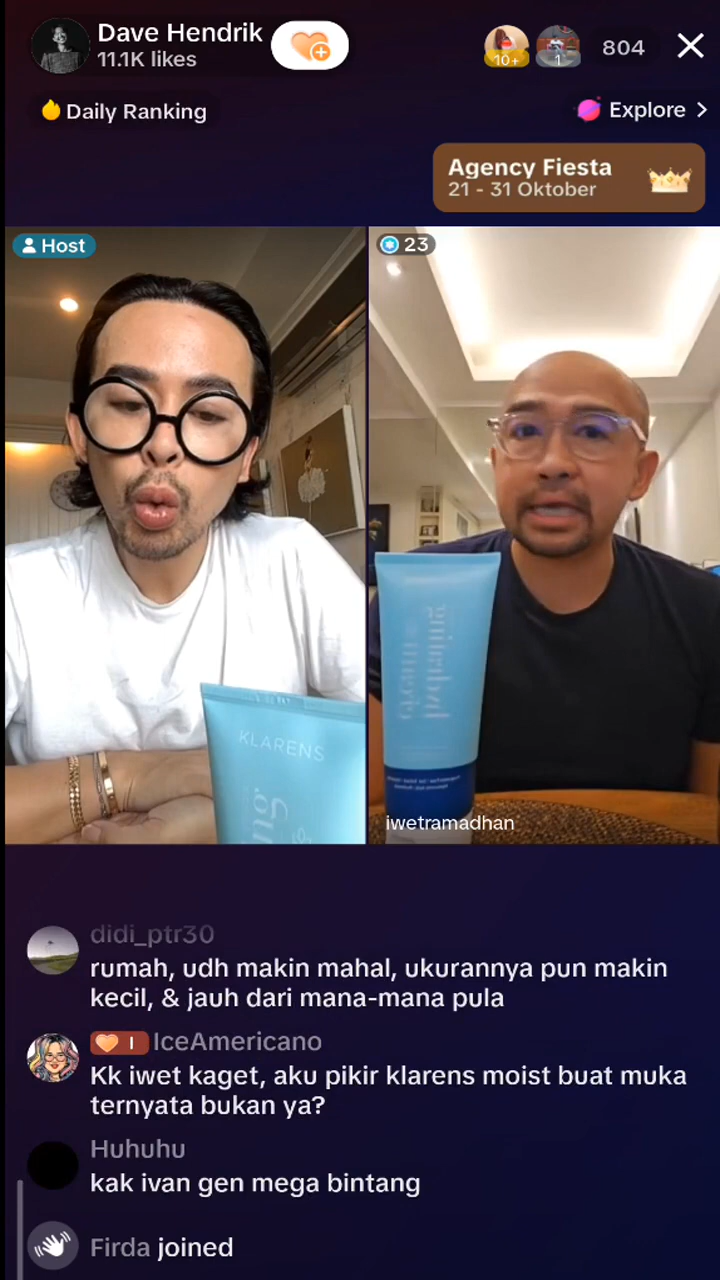 Dave Hendrik
11.1K likes
10+
1
804
Daily Ranking
Explore
Agency Fiesta
21 - 31 Oktober
Host
23
KLARENS
iwetramadhan
didi_ptr30
rumah, udh makin mahal, ukurannya pun makin
kecil, & jauh dari mana-mana pula
I IceAmericano
Kk iwet kaget, aku pikir klarens moist buat muka
ternyata bukan ya?
Huhuhu
kak ivan gen mega bintang
Firda joined